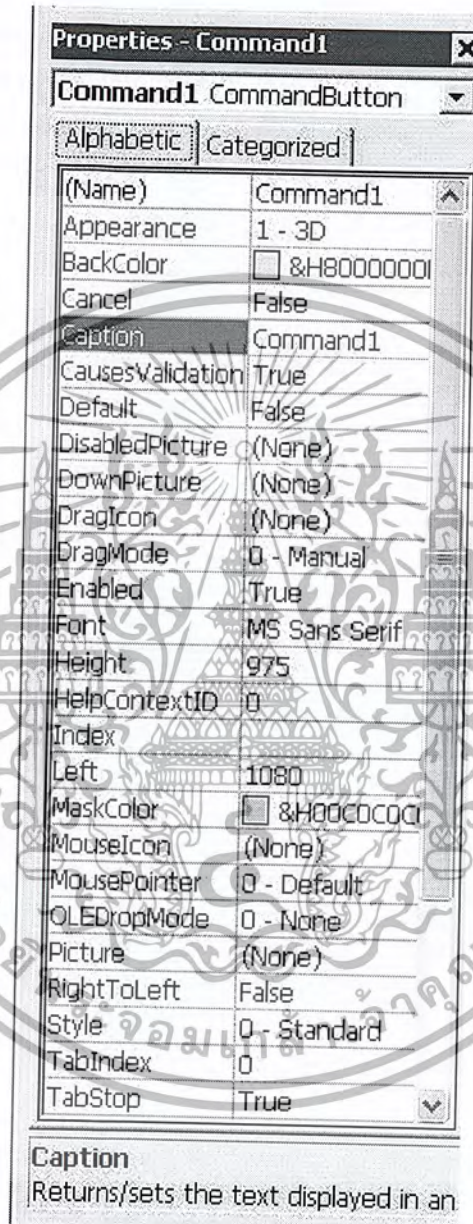 Properties - Command1
Command1 CommandButton
Alphabetic Categorized
(Name) Command1
Appearance 1 - 3D
BackColor &H8000000
Cancel False
Caption Command1
CausesValidation True
Default False
DisabledPicture (None)
DownPicture (None)
DragIcon (None)
DragMode 0 - Manual
Enabled True
Font MS Sans Serif
Height 975
HelpContextID 0
Index
Left 1080
MaskColor &H00C0C0C
MouseIcon (None)
MousePointer 0 - Default
OLEDropMode 0 - None
Picture (None)
RightToLeft False
Style 0 - Standard
TabIndex 0
TabStop True
Caption
Returns/sets the text displayed in an